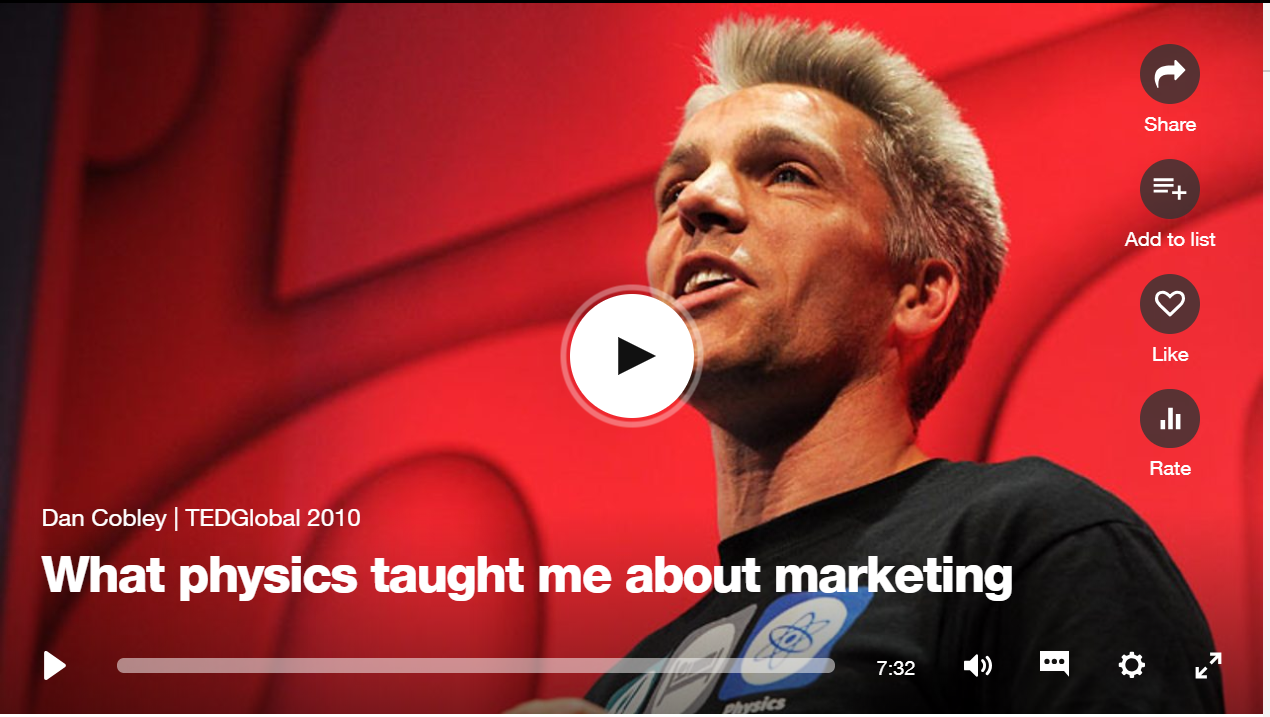 Share
Add to list
Like
Rate
Dan Cobley | TEDGlobal 2010
What physics taught me about marketing
7:32
Physics